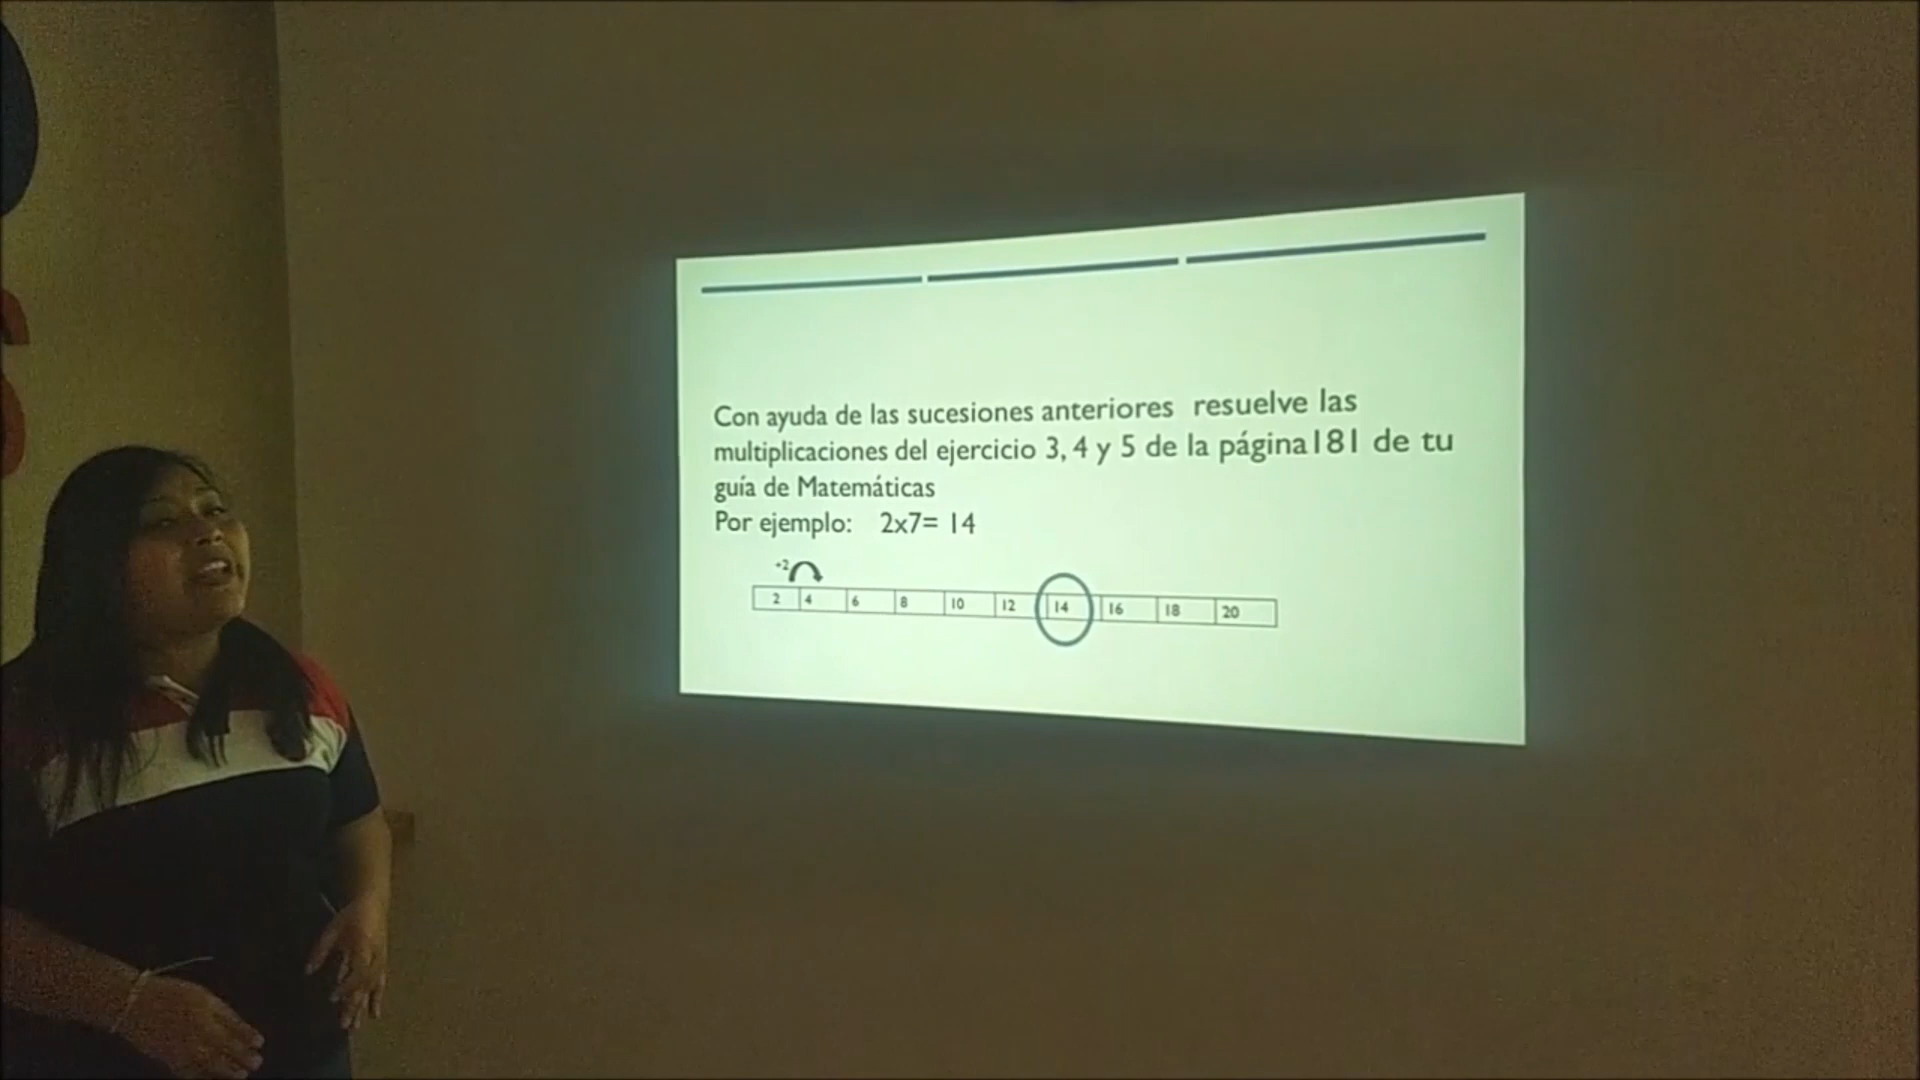 Con ayuda de las sucesiones anteriores resuelve las
multiplicaciones del ejercicio 3, 4 y 5 de la página181 de tu
guía de Matemáticas
Por ejemplo: 2x7= 14
+2
2 4 6 8 10 12 14 16 18 20